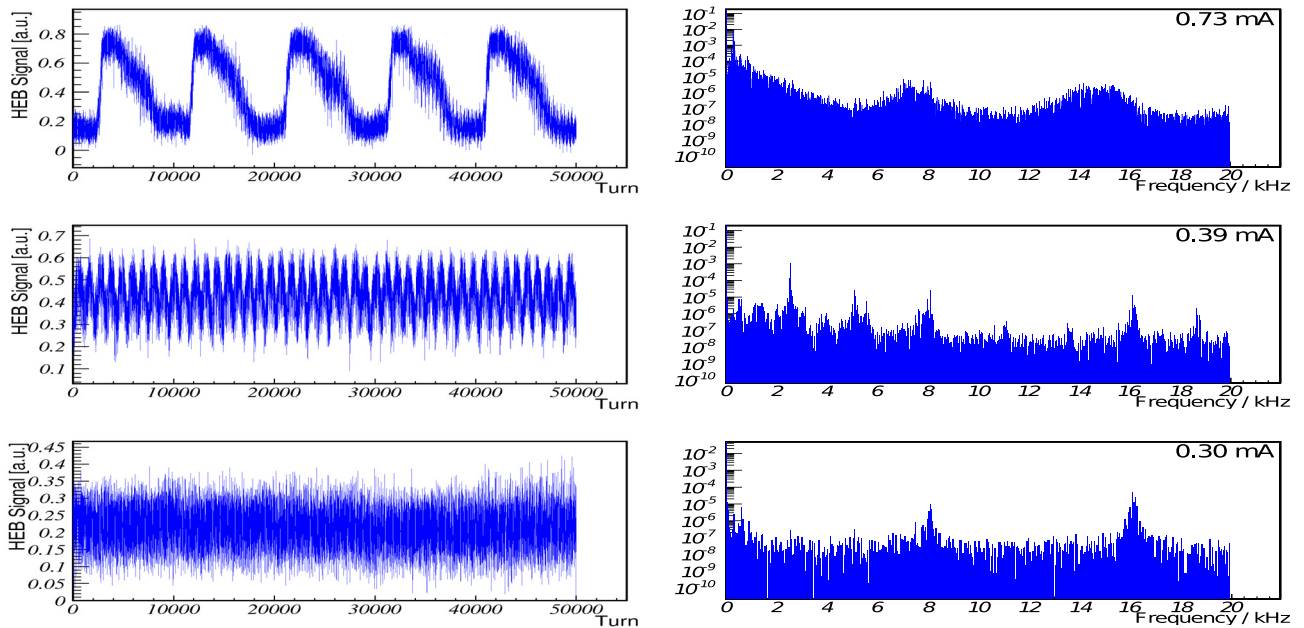 HEB Signal [a.u.]
0.8
0.6
0.4
0.2
0
0 10000 20000 30000 40000 50000
Turn
10⁻¹
10⁻²
10⁻³
10⁻⁴
10⁻⁵
10⁻⁶
10⁻⁷
10⁻⁸
10⁻⁹
10⁻¹⁰
0.73 mA
0 2 4 6 8 10 12 14 16 18 20
Frequency / kHz
HEB Signal [a.u.]
0.7
0.6
0.5
0.4
0.3
0.2
0.1
0 10000 20000 30000 40000 50000
Turn
10⁻¹
10⁻²
10⁻³
10⁻⁴
10⁻⁵
10⁻⁶
10⁻⁷
10⁻⁸
10⁻⁹
10⁻¹⁰
0.39 mA
0 2 4 6 8 10 12 14 16 18 20
Frequency / kHz
HEB Signal [a.u.]
0.45
0.4
0.35
0.3
0.25
0.2
0.15
0.1
0.05
0
0 10000 20000 30000 40000 50000
Turn
10⁻²
10⁻³
10⁻⁴
10⁻⁵
10⁻⁶
10⁻⁷
10⁻⁸
10⁻⁹
10⁻¹⁰
0.30 mA
0 2 4 6 8 10 12 14 16 18 20
Frequency / kHz